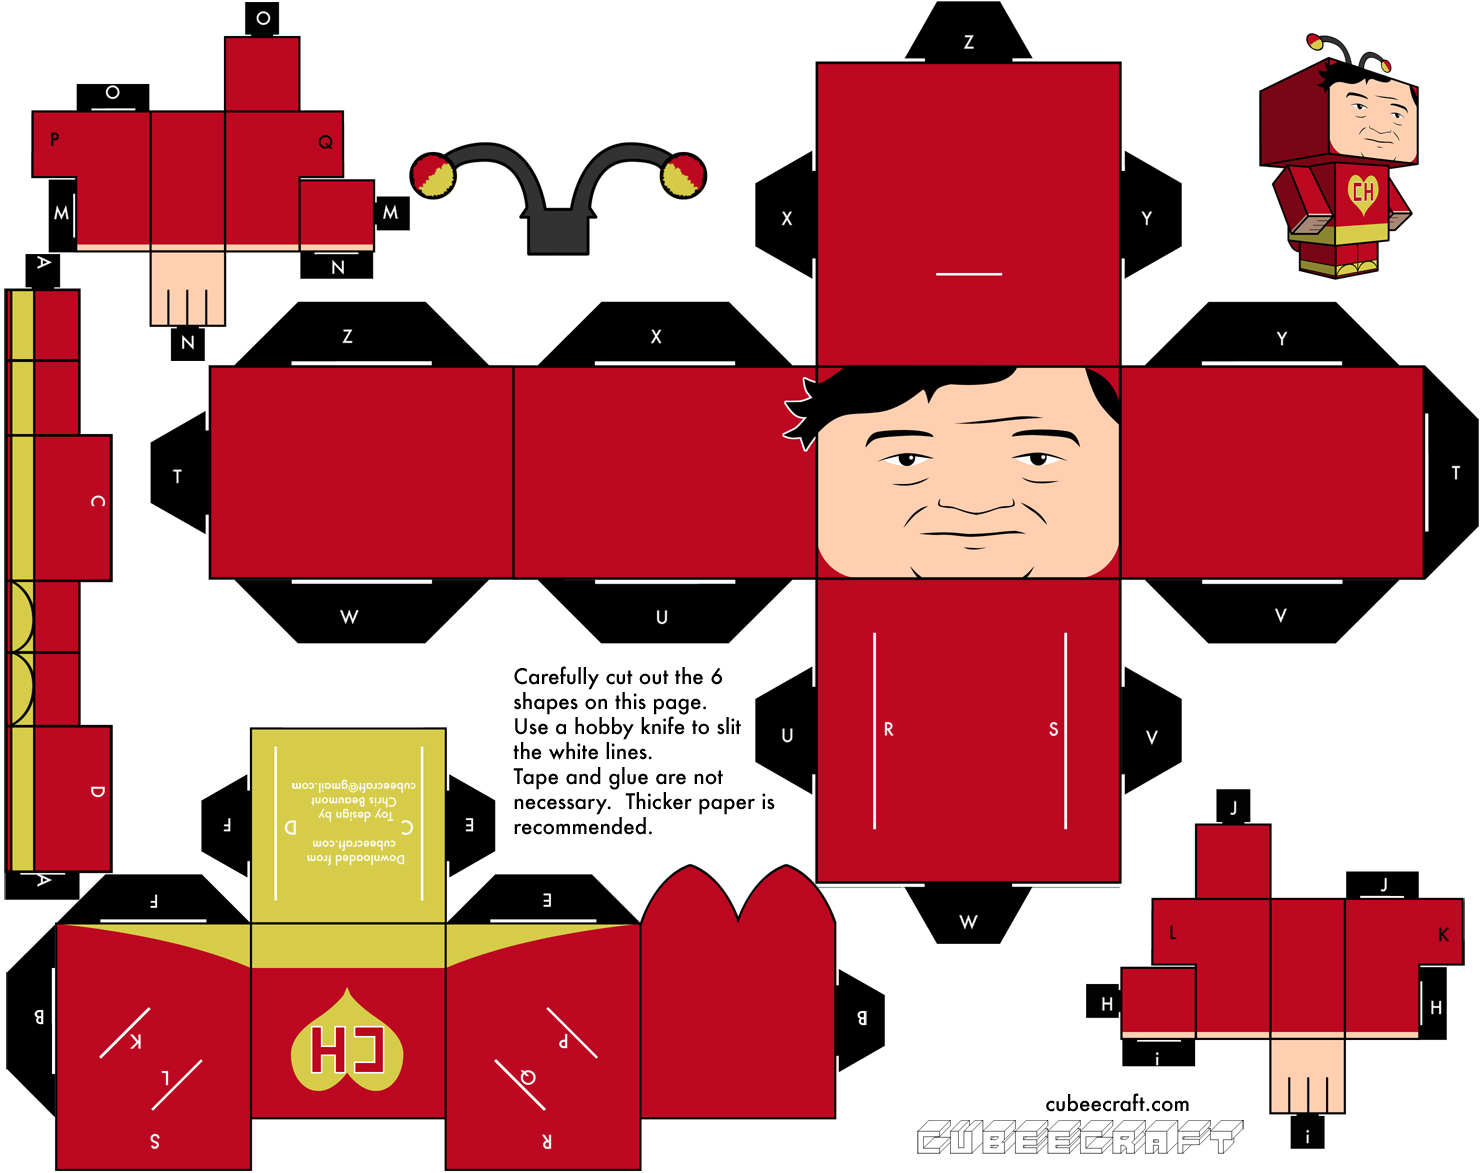 O
Z
O
P
Q
M
M
N
N
A
X
Y
Z
X
Y
C
T
T
W
U
V
CH
Carefully cut out the 6
shapes on this page.
Use a hobby knife to slit
the white lines.
Tape and glue are not
necessary.  Thicker paper is
recommended.
U
R
S
V
W
D
A
F
E
D
C
Downloaded from
cubeecraft.com
Toy design by
Chris Beaumont
cubeecraft@gmail.com
F
E
B
B
K
L
S
CH
P
Q
R
J
J
L
K
H
H
i
i
cubeecraft.com
CUBEECRAFT